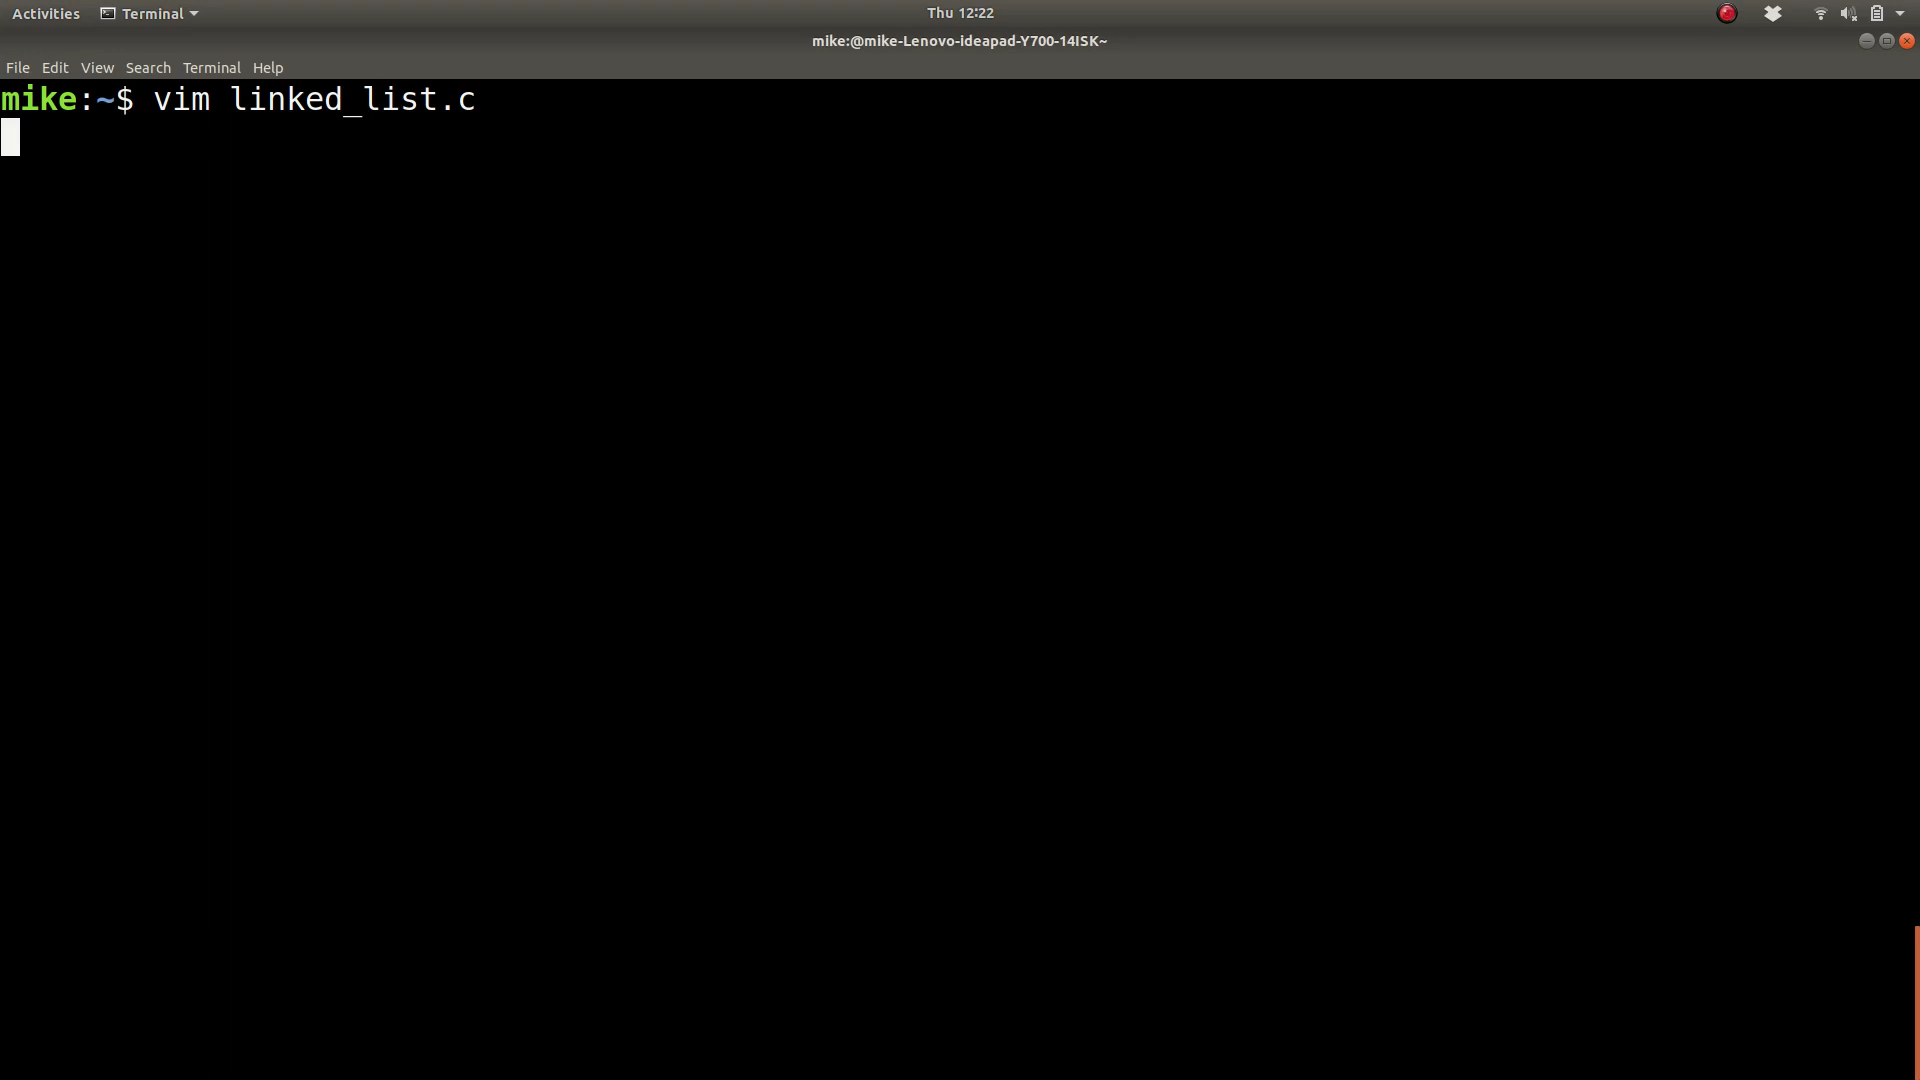 Activities Terminal Thu 12:22
mike:@mike-Lenovo-ideapad-Y700-14ISK~
File Edit View Search Terminal Help
mike:~$ vim linked_list.c